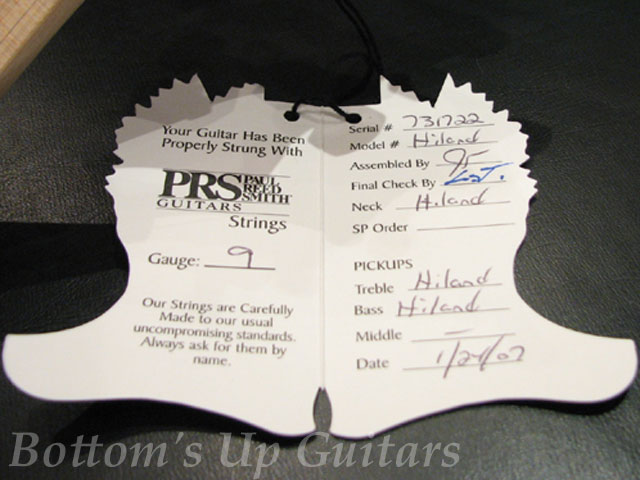 Your Guitar Has Been
Properly Strung With
PRS PAUL REED SMITH
GUITARS
Strings
Gauge: 9
Our Strings are Carefully
Made to our usual
uncompromising standards.
Always ask for them by
name.
Serial # 731722
Model # Hiland
Assembled By
Final Check By
Neck Hiland
SP Order
PICKUPS
Treble Hiland
Bass Hiland
Middle —
Date 1/24/07
Bottom's Up Guitars